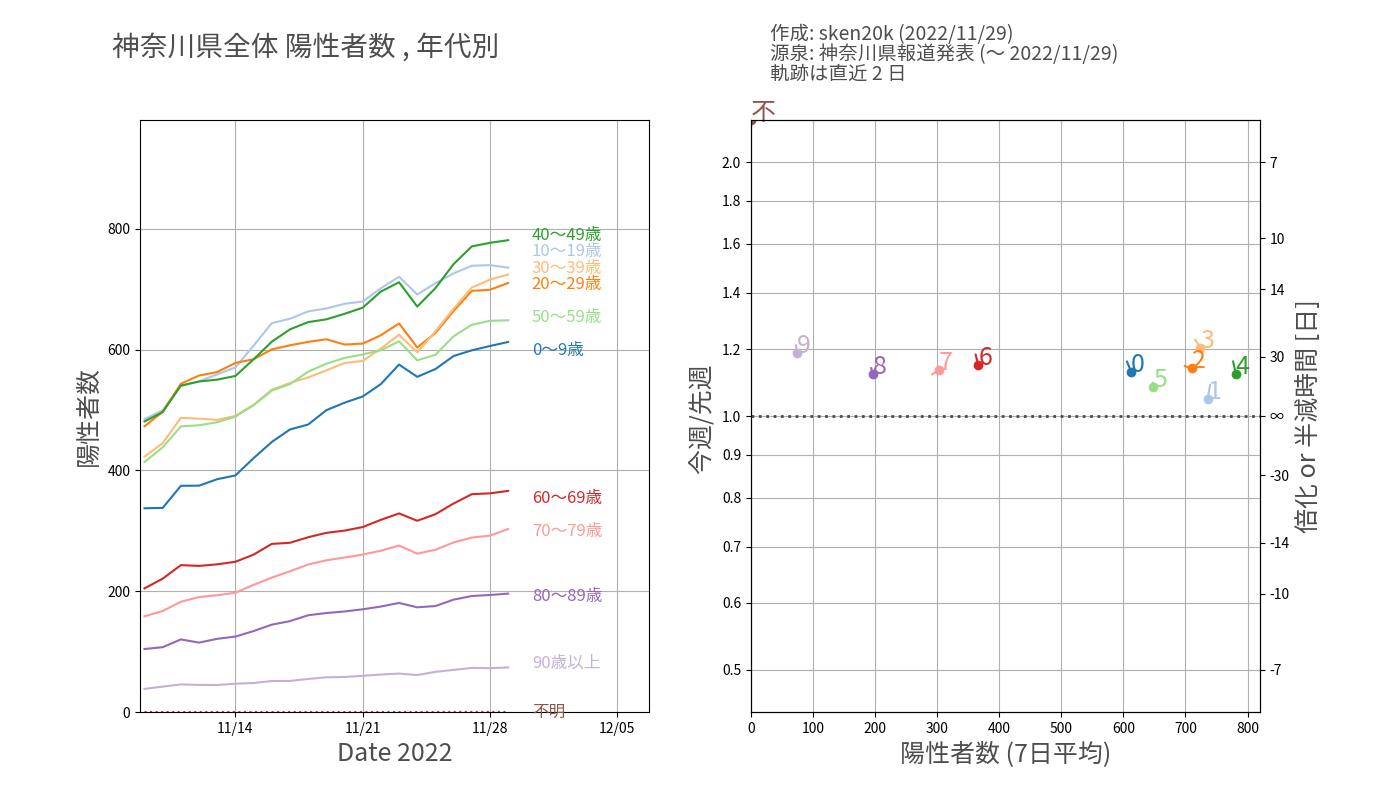 神奈川県全体 陽性者数 , 年代別
作成: sken20k (2022/11/29)
源泉: 神奈川県報道発表 (〜 2022/11/29)
軌跡は直近 2 日
陽性者数
800
600
400
200
0
11/14
11/21
11/28
12/05
Date 2022
40〜49歳
10〜19歳
30〜39歳
20〜29歳
50〜59歳
0〜9歳
60〜69歳
70〜79歳
80〜89歳
90歳以上
不明
不
今週/先週
2.0
1.8
1.6
1.4
1.2
1.0
0.9
0.8
0.7
0.6
0.5
9
8
7
6
0
5
2
3
1
4
0
100
200
300
400
500
600
700
800
陽性者数 (7日平均)
7
10
14
30
∞
-30
-14
-10
-7
倍化 or 半減時間 [日]